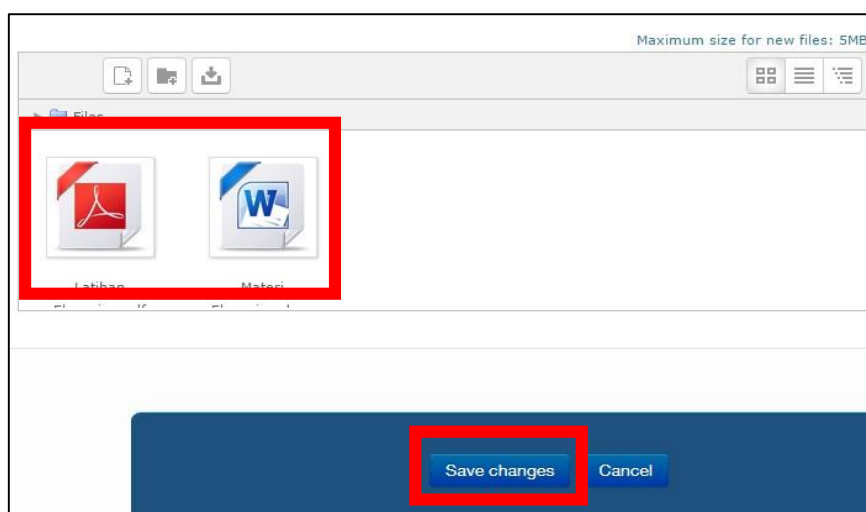 Maximum size for new files: 5MB
Files
Latihan
Materi
Save changes
Cancel